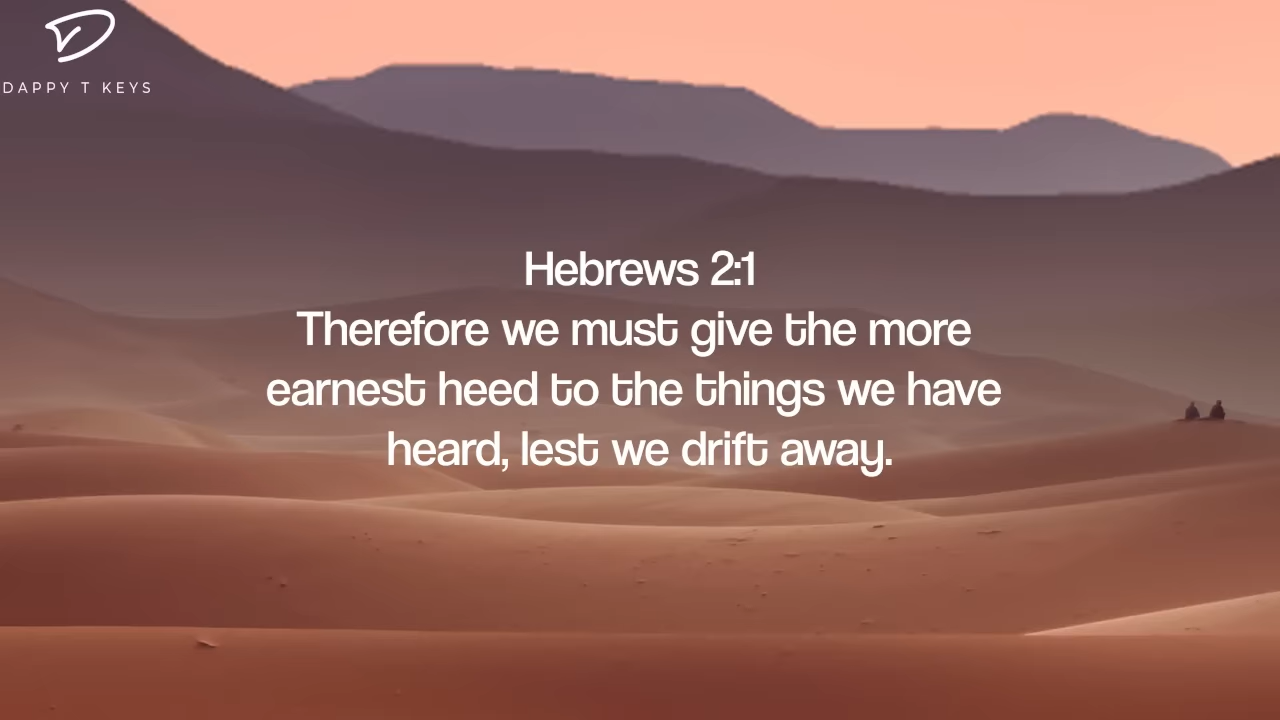 DAPPY T KEYS
Hebrews 2:1
Therefore we must give the more
earnest heed to the things we have
heard, lest we drift away.